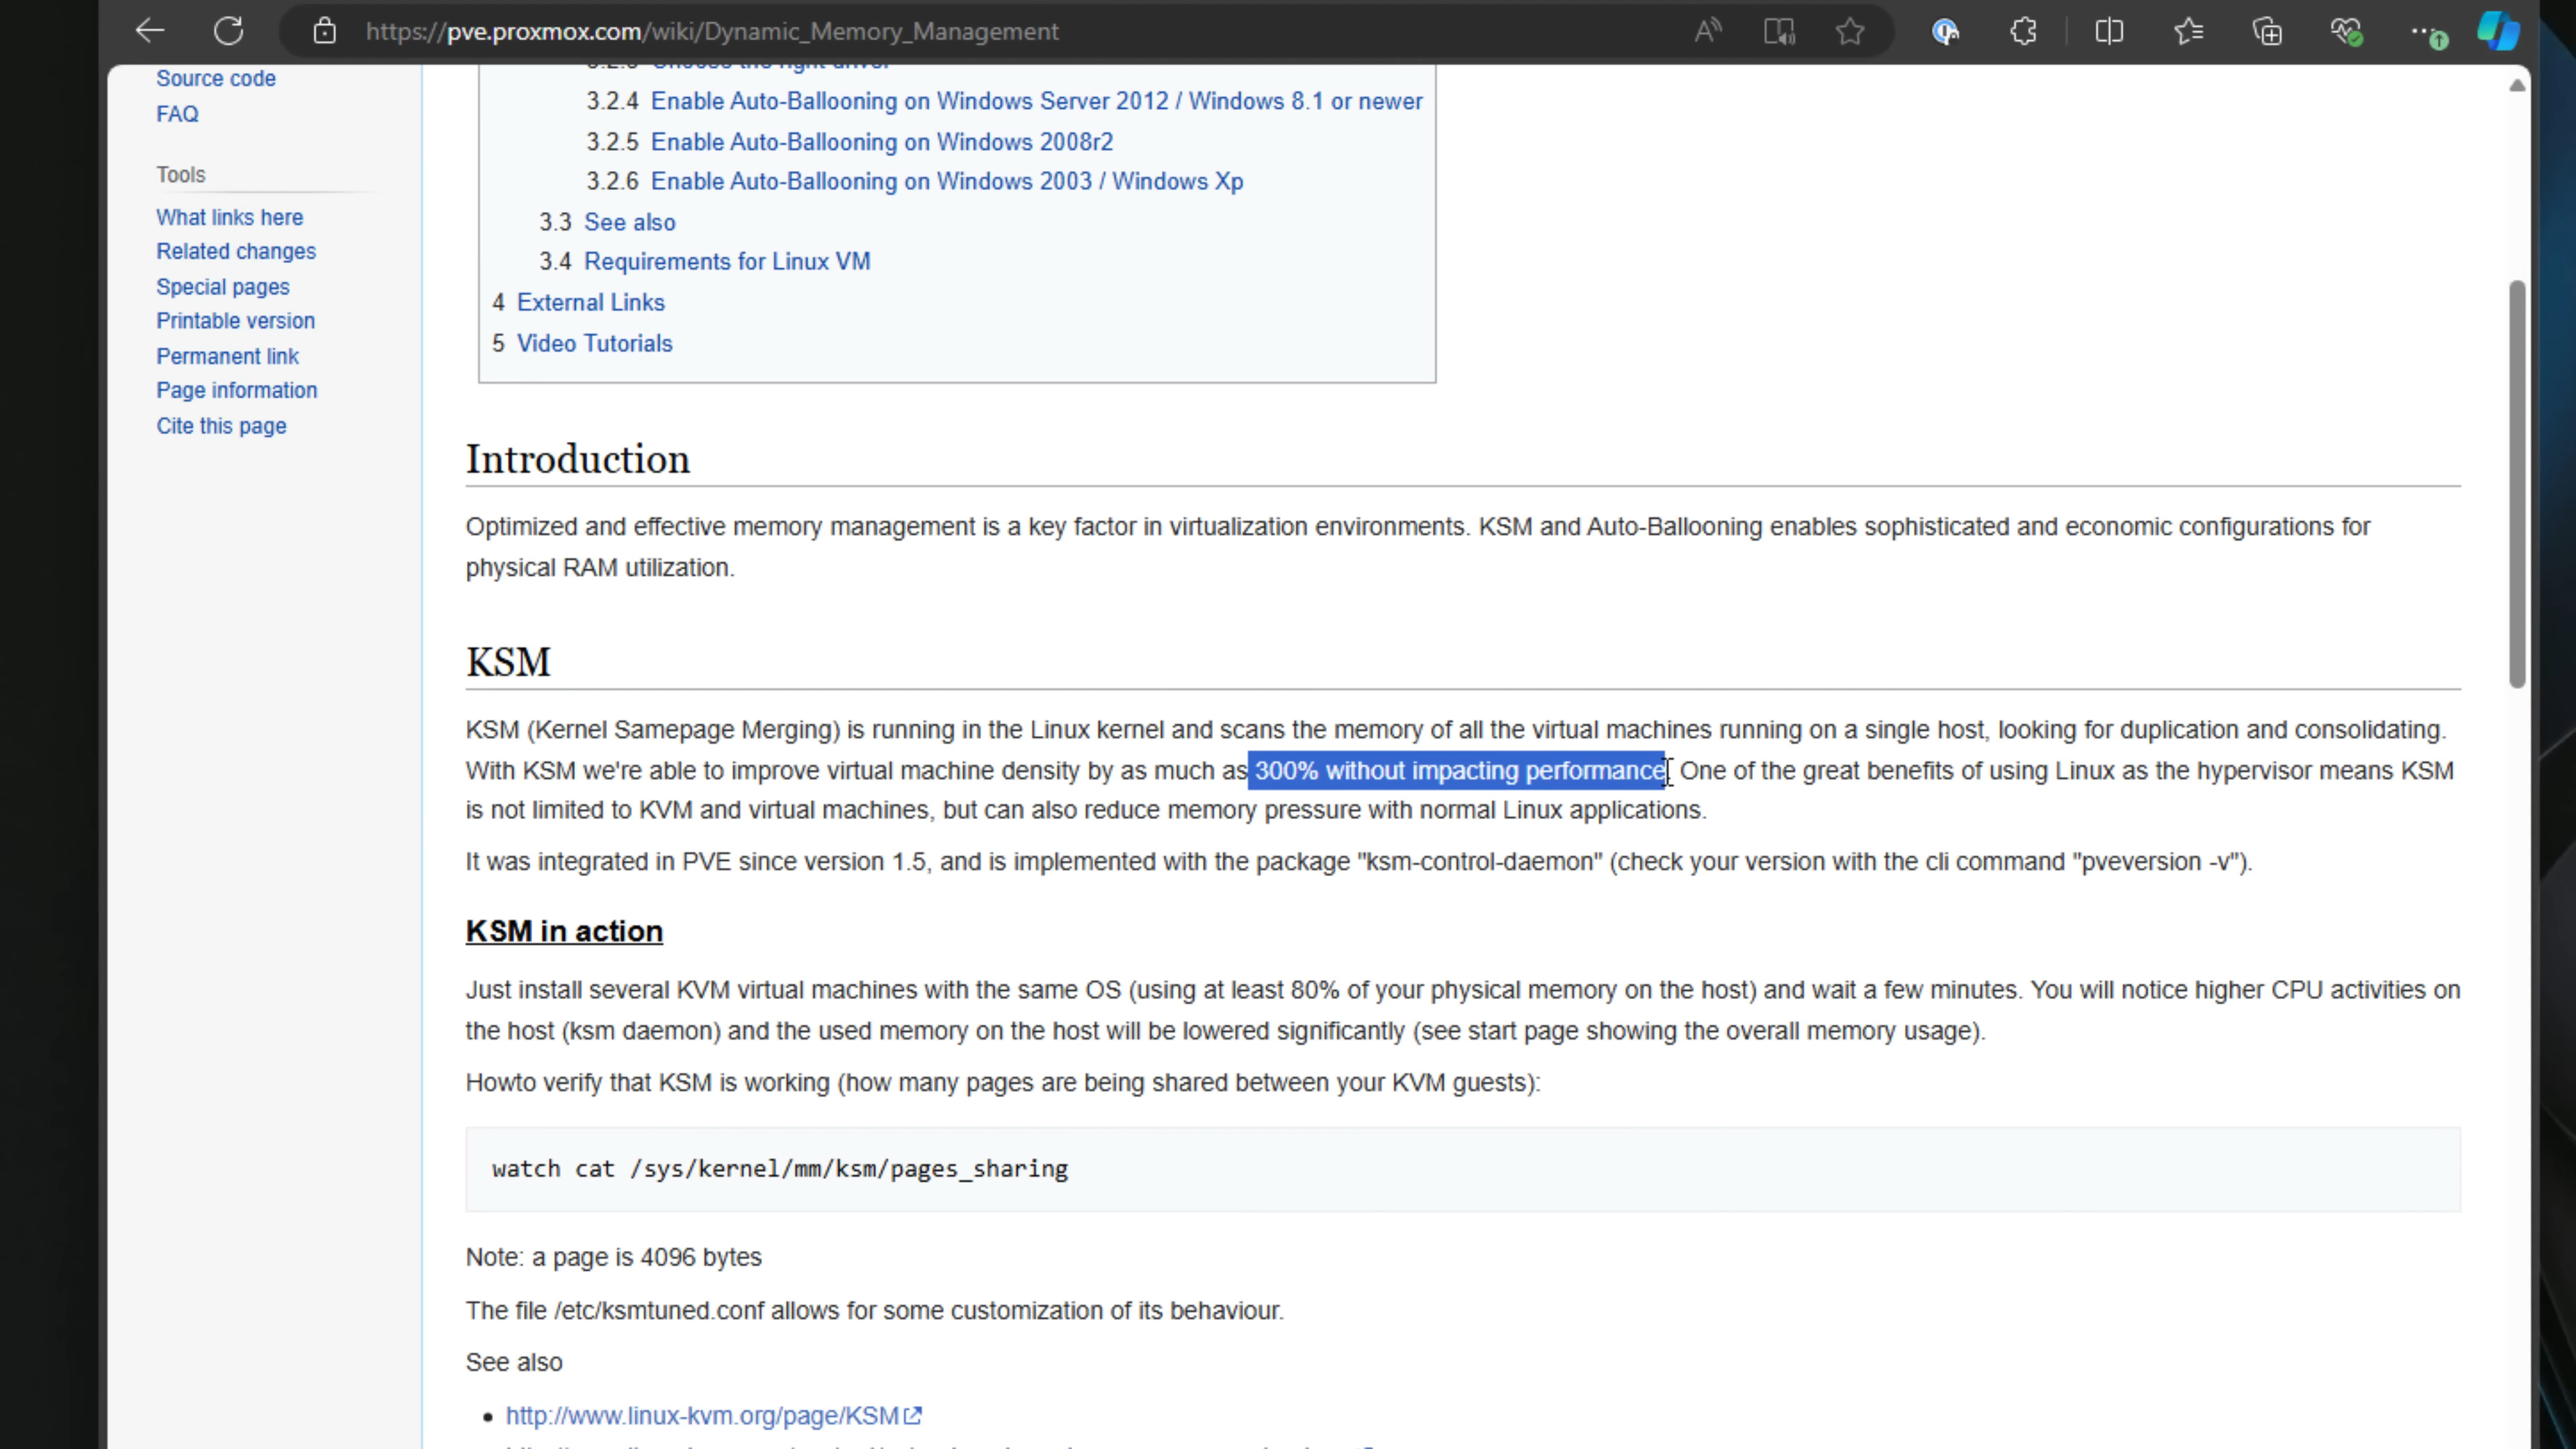 https://pve.proxmox.com/wiki/Dynamic_Memory_Management
Source code
FAQ
Tools
What links here
Related changes
Special pages
Printable version
Permanent link
Page information
Cite this page
3.2.4 Enable Auto-Ballooning on Windows Server 2012 / Windows 8.1 or newer
3.2.5 Enable Auto-Ballooning on Windows 2008r2
3.2.6 Enable Auto-Ballooning on Windows 2003 / Windows Xp
3.3 See also
3.4 Requirements for Linux VM
4 External Links
5 Video Tutorials
Introduction
Optimized and effective memory management is a key factor in virtualization environments. KSM and Auto-Ballooning enables sophisticated and economic configurations for
physical RAM utilization.
KSM
KSM (Kernel Samepage Merging) is running in the Linux kernel and scans the memory of all the virtual machines running on a single host, looking for duplication and consolidating.
With KSM we're able to improve virtual machine density by as much as 300% without impacting performance. One of the great benefits of using Linux as the hypervisor means KSM
is not limited to KVM and virtual machines, but can also reduce memory pressure with normal Linux applications.
It was integrated in PVE since version 1.5, and is implemented with the package "ksm-control-daemon" (check your version with the cli command "pveversion -v").
KSM in action
Just install several KVM virtual machines with the same OS (using at least 80% of your physical memory on the host) and wait a few minutes. You will notice higher CPU activities on
the host (ksm daemon) and the used memory on the host will be lowered significantly (see start page showing the overall memory usage).
Howto verify that KSM is working (how many pages are being shared between your KVM guests):
watch cat /sys/kernel/mm/ksm/pages_sharing
Note: a page is 4096 bytes
The file /etc/ksmtuned.conf allows for some customization of its behaviour.
See also
http://www.linux-kvm.org/page/KSM